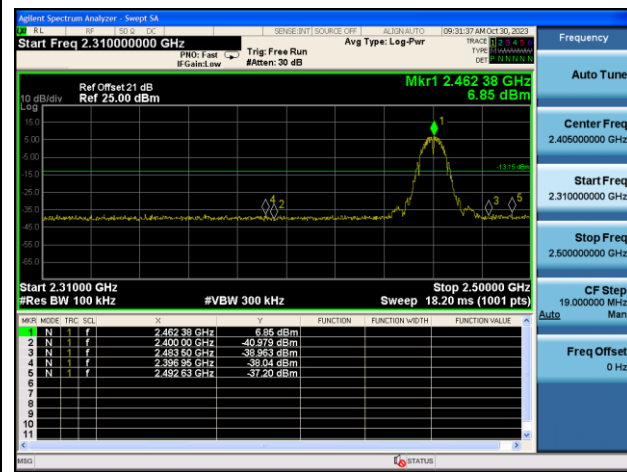 Agilent Spectrum Analyzer - Swept SA
RL RF 50 Ω DC SENSE:INT SOURCE OFF ALIGN AUTO 09:31:37 AM Oct 30, 2023
Start Freq 2.310000000 GHz
PNO: Fast
IFGain:Low
Trig: Free Run
#Atten: 30 dB
Avg Type: Log-Pwr
TRACE 1 2 3 4 5 6
TYPE
DET P N N N N N
Mkr1 2.462 38 GHz
6.85 dBm
Ref Offset 21 dB
Ref 25.00 dBm
10 dB/div
Log
15.0
5.00
-5.00
-15.0
-25.0
-35.0
-45.0
-55.0
-65.0
1
-13.15 dBm
4 2 3 5
Start 2.31000 GHz Stop 2.50000 GHz
#Res BW 100 kHz #VBW 300 kHz Sweep 18.20 ms (1001 pts)
MKR MODE TRC SCL X Y FUNCTION FUNCTION WIDTH FUNCTION VALUE
1 N 1 f 2.462 38 GHz 6.85 dBm
2 N 1 f 2.400 00 GHz -40.979 dBm
3 N 1 f 2.483 50 GHz -38.963 dBm
4 N 1 f 2.396 95 GHz -38.04 dBm
5 N 1 f 2.492 63 GHz -37.20 dBm
6
7
8
9
10
11
MSG STATUS
Frequency
Auto Tune
Center Freq
2.405000000 GHz
Start Freq
2.310000000 GHz
Stop Freq
2.500000000 GHz
CF Step
19.000000 MHz
Auto Man
Freq Offset
0 Hz